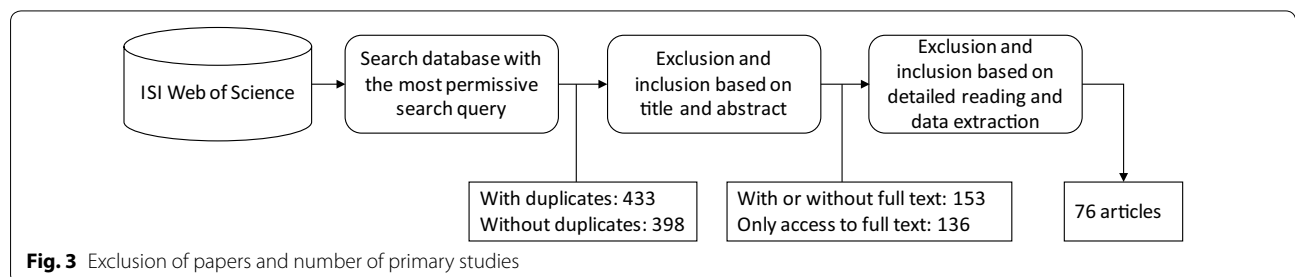 ISI Web of Science
Search database with
the most permissive
search query
Exclusion and
inclusion based on
title and abstract
Exclusion and
inclusion based on
detailed reading and
data extraction
With duplicates: 433
Without duplicates: 398
With or without full text: 153
Only access to full text: 136
76 articles
Fig. 3 Exclusion of papers and number of primary studies